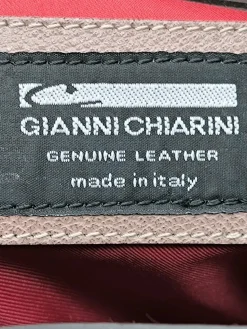 GIANNI CHIARINI
GENUINE LEATHER
made in italy